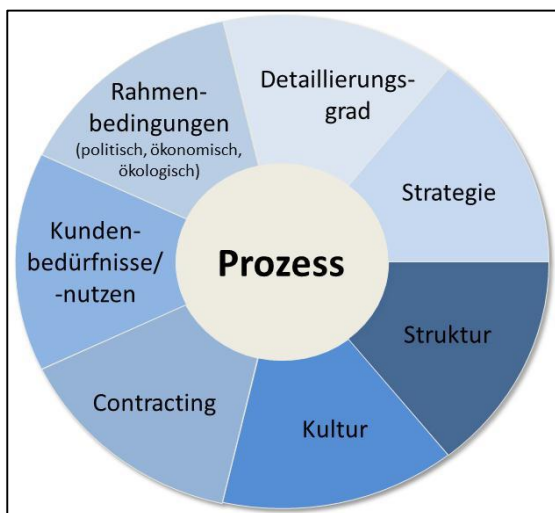 Detaillierungs-
grad
Strategie
Struktur
Kultur
Contracting
Kunden-
bedürfnisse/
-nutzen
Rahmen-
bedingungen
(politisch, ökonomisch,
ökologisch)
Prozess